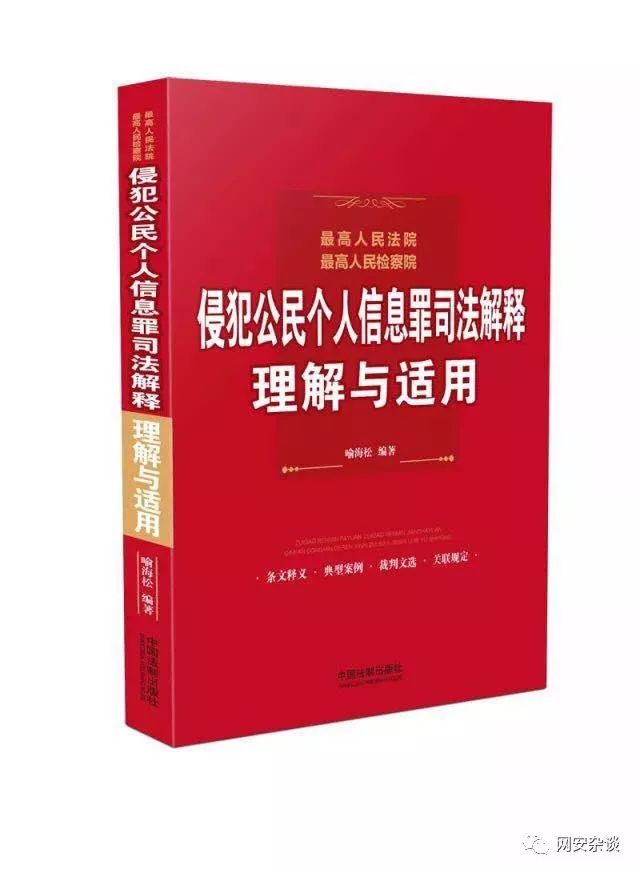 最高人民法院
最高人民检察院
侵犯公民个人信息罪司法解释
理解与适用
喻海松 编著
中国法制出版社
最高人民法院
最高人民检察院
侵犯公民个人信息罪司法解释
理解与适用
喻海松 编著
·条文释义·典型案例·裁判文选·关联规定·
中国法制出版社
网安杂谈